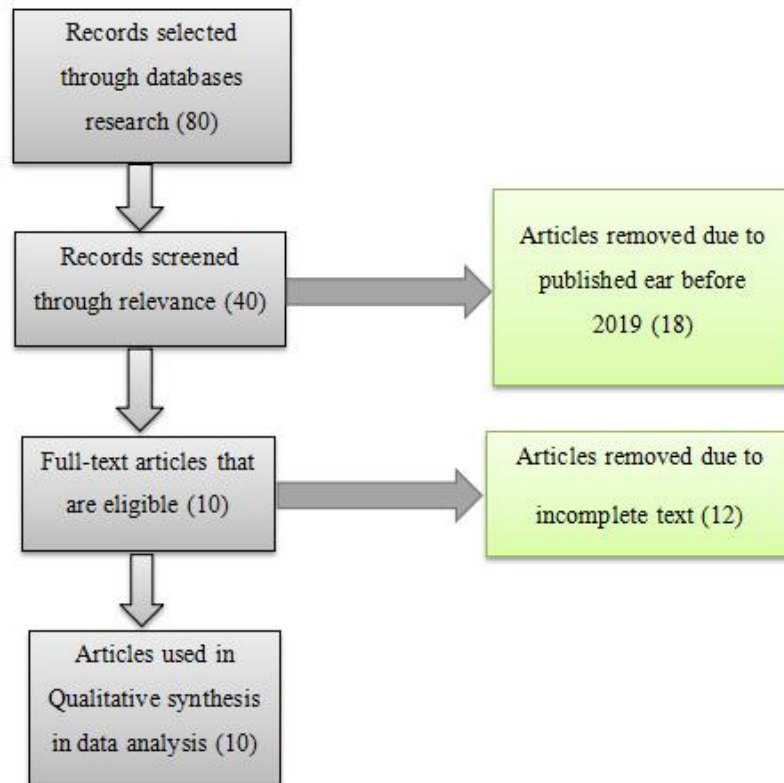 Records selected
through databases
research (80)
Records screened
through relevance (40)
Articles removed due to
published ear before
2019 (18)
Full-text articles that
are eligible (10)
Articles removed due to
incomplete text (12)
Articles used in
Qualitative synthesis
in data analysis (10)